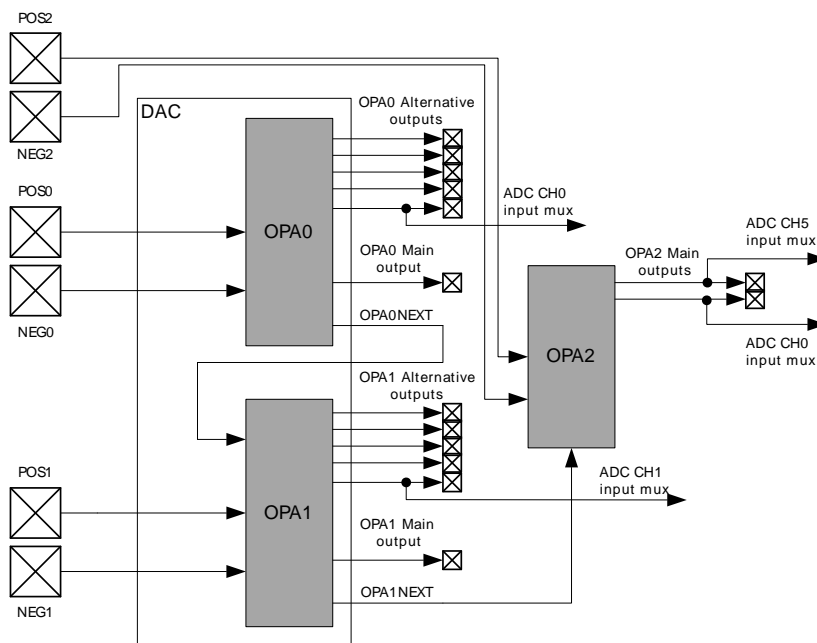 POS2
NEG2
DAC
OPA0 Alternative
outputs
POS0
OPA0
ADC CH0
input mux
OPA0 Main
output
NEG0
OPA0NEXT
OPA2 Main
outputs
ADC CH5
input mux
OPA2
ADC CH0
input mux
OPA1 Alternative
outputs
POS1
OPA1
ADC CH1
input mux
OPA1 Main
output
NEG1
OPA1NEXT